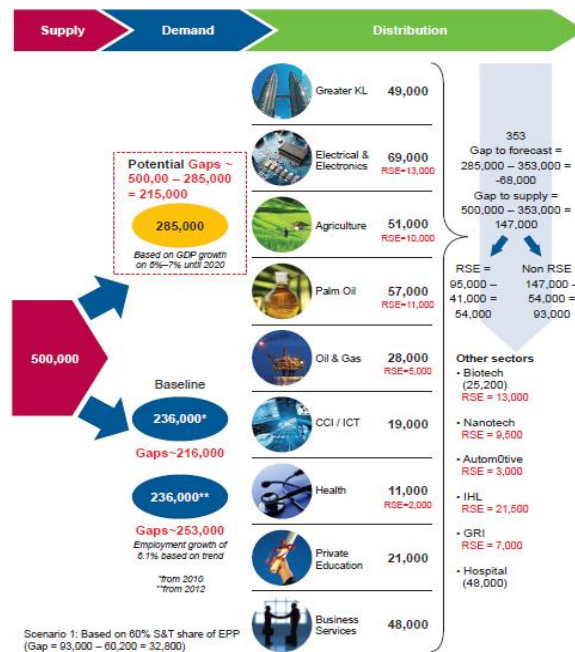 Supply
Demand
Distribution
Potential Gaps ~
500,00 – 285,000
= 215,000
285,000
Based on GDP growth
on 6%–7% until 2020
500,000
Baseline
236,000*
Gaps~216,000
236,000**
Gaps~253,000
Employment growth of
6.1% based on trend
*from 2010
**from 2012
Scenario 1: Based on 60% S&T share of EPP
(Gap = 93,000 – 60,200 = 32,800)
Greater KL
49,000
Electrical &
Electronics
69,000
RSE=13,000
Agriculture
51,000
RSE=10,000
Palm Oil
57,000
RSE=11,000
Oil & Gas
28,000
RSE=5,000
CCI / ICT
19,000
Health
11,000
RSE=2,000
Private
Education
21,000
Business
Services
48,000
353
Gap to forecast =
285,000 – 353,000 =
-68,000
Gap to supply =
500,000 – 353,000 =
147,000
RSE =
95,000 –
41,000 =
54,000
Non RSE
147,000 -
54,000 =
93,000
Other sectors
• Biotech
(25,200)
RSE = 13,000
• Nanotech
RSE = 9,500
• Autom0tive
RSE = 3,000
• IHL
RSE = 21,500
• GRI
RSE = 7,000
• Hospital
(48,000)